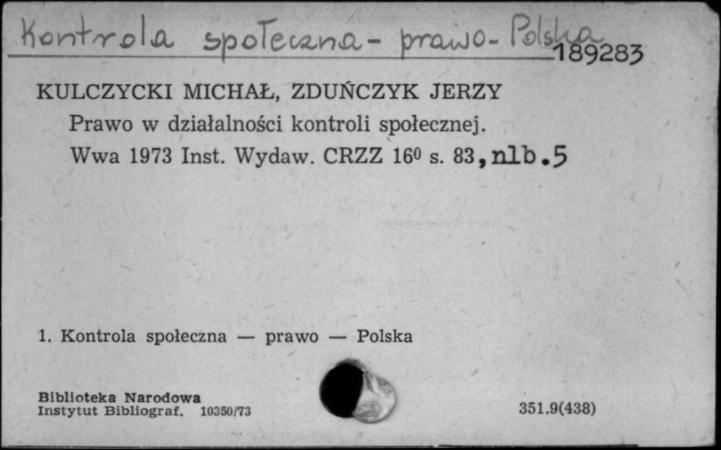 Kontrola społeczna - prawo - Polska
189283
KULCZYCKI MICHAŁ, ZDUŃCZYK JERZY
Prawo w działalności kontroli społecznej.
Wwa 1973 Inst. Wydaw. CRZZ 16⁰ s. 83, nlb.5
1. Kontrola społeczna — prawo — Polska
Biblioteka Narodowa
Instytut Bibliograf. 10350/73
351.9(438)